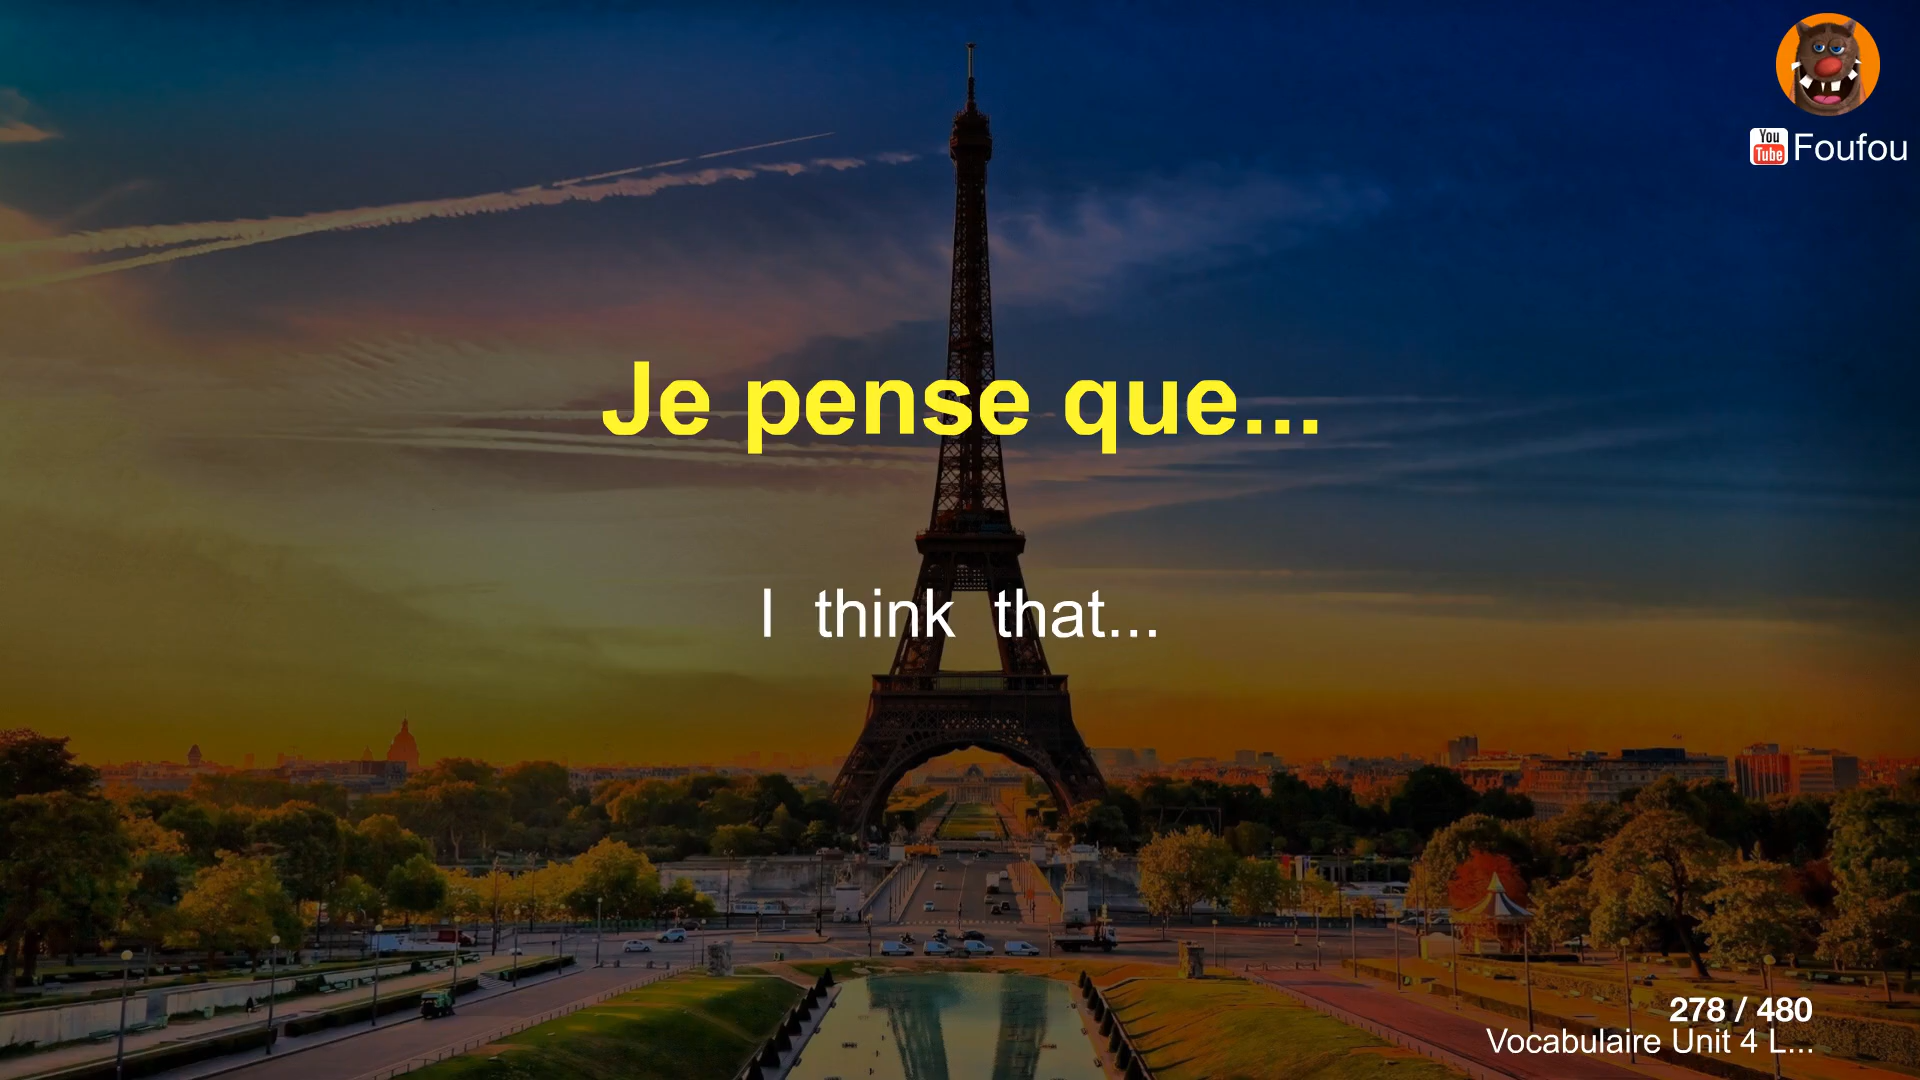 You
Tube
Foufou
Je pense que...
I think that...
278 / 480
Vocabulaire Unit 4 L...